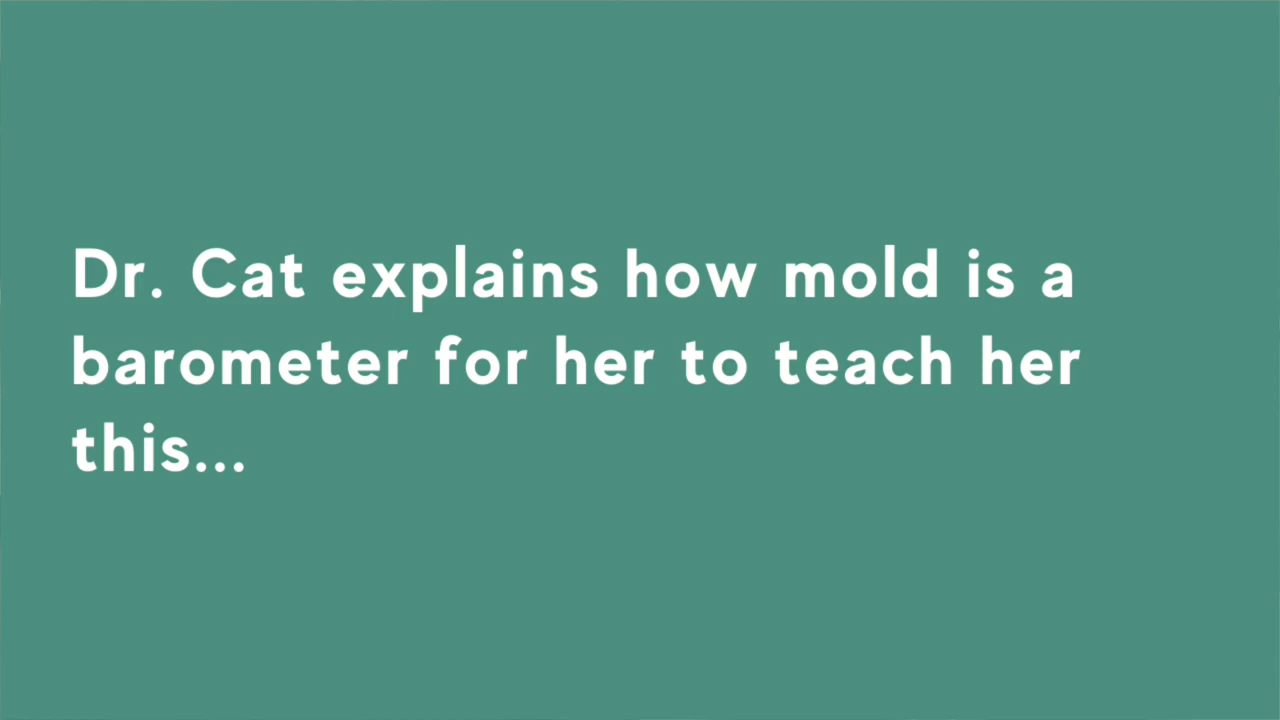 Dr. Cat explains how mold is a
barometer for her to teach her
this...